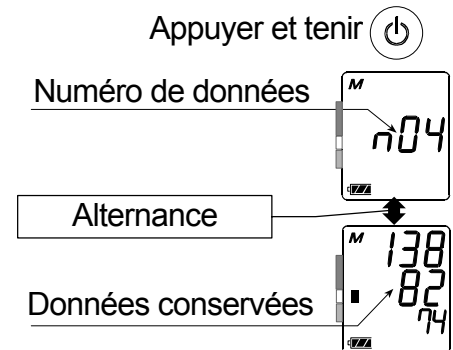 Appuyer et tenir
M
Numéro de données
n04
Alternance
M
138
82
Données conservées
74